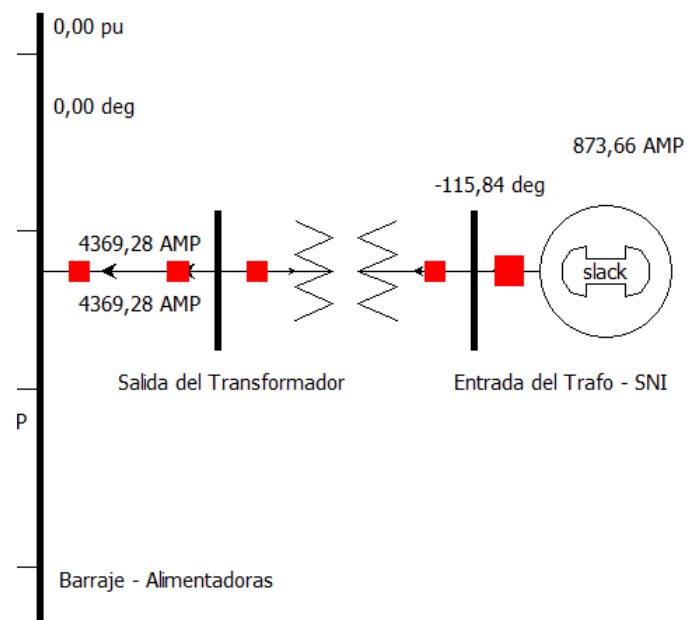 0,00 pu
0,00 deg
873,66 AMP
-115,84 deg
4369,28 AMP
slack
4369,28 AMP
Salida del Transformador
Entrada del Trafo - SNI
P
Barraje - Alimentadoras